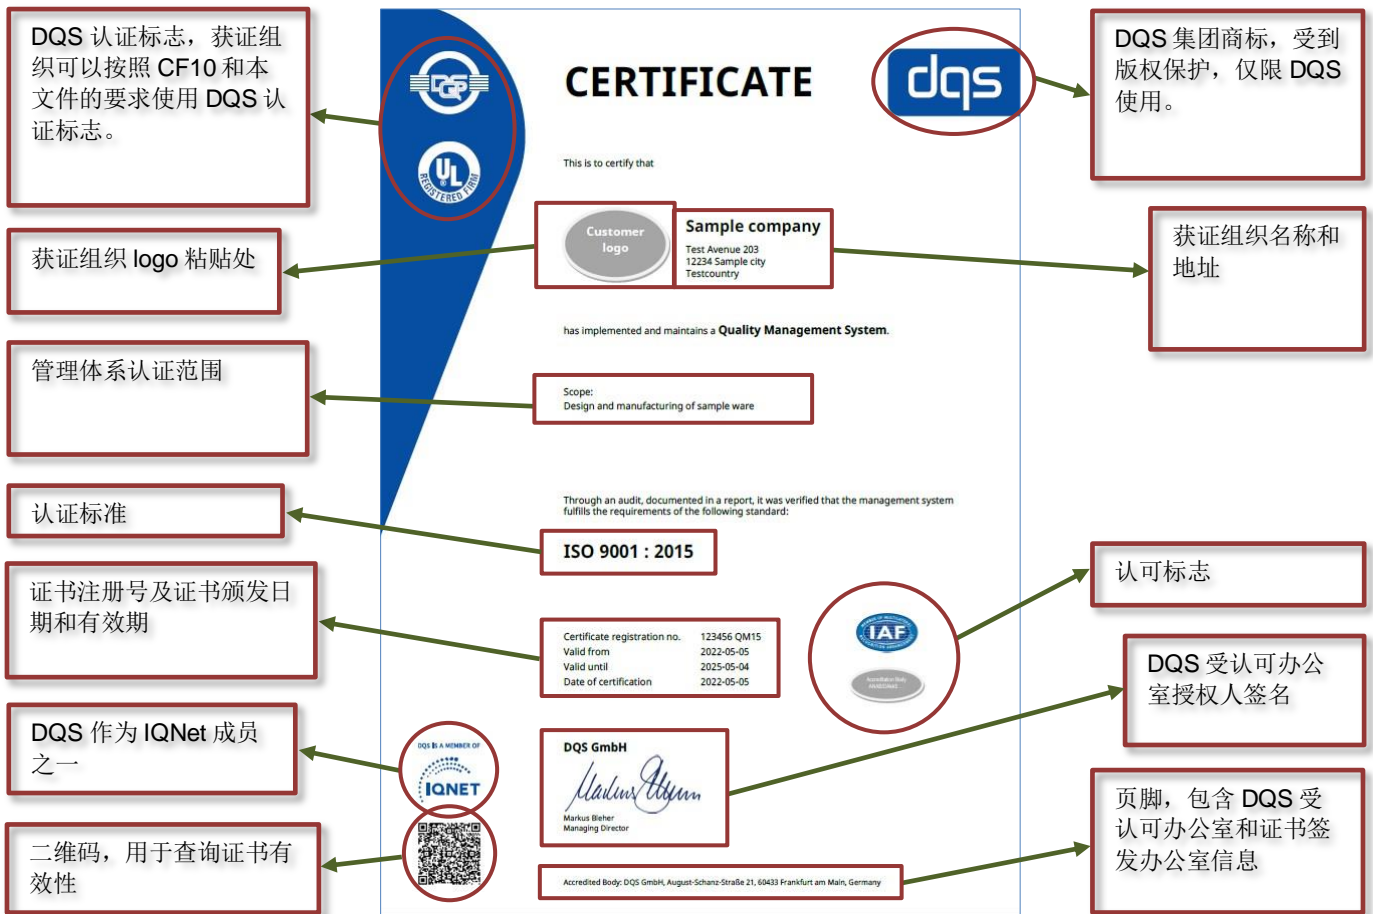 DQS 认证标志，获证组
织可以按照 CF10 和本
文件的要求使用 DQS 认
证标志。
获证组织 logo 粘贴处
管理体系认证范围
认证标准
证书注册号及证书颁发日
期和有效期
DQS 作为 IQNet 成员
之一
二维码，用于查询证书有
效性
DQS
UL
REGISTERED FIRM
CERTIFICATE
dqs
This is to certify that
Customer
logo
Sample company
Test Avenue 203
12234 Sample city
Testcountry
has implemented and maintains a Quality Management System.
Scope:
Design and manufacturing of sample ware
Through an audit, documented in a report, it was verified that the management system
fulfills the requirements of the following standard:
ISO 9001 : 2015
Certificate registration no. 123456 QM15
Valid from 2022-05-05
Valid until 2025-05-04
Date of certification 2022-05-05
IAF
Accreditation Body
DQS IS A MEMBER OF
IQNET
DQS GmbH
Markus Bleher
Managing Director
Accredited Body: DQS GmbH, August-Schanz-Straße 21, 60433 Frankfurt am Main, Germany
DQS 集团商标，受到
版权保护，仅限 DQS
使用。
获证组织名称和
地址
认可标志
DQS 受认可办公
室授权人签名
页脚，包含 DQS 受
认可办公室和证书签
发办公室信息